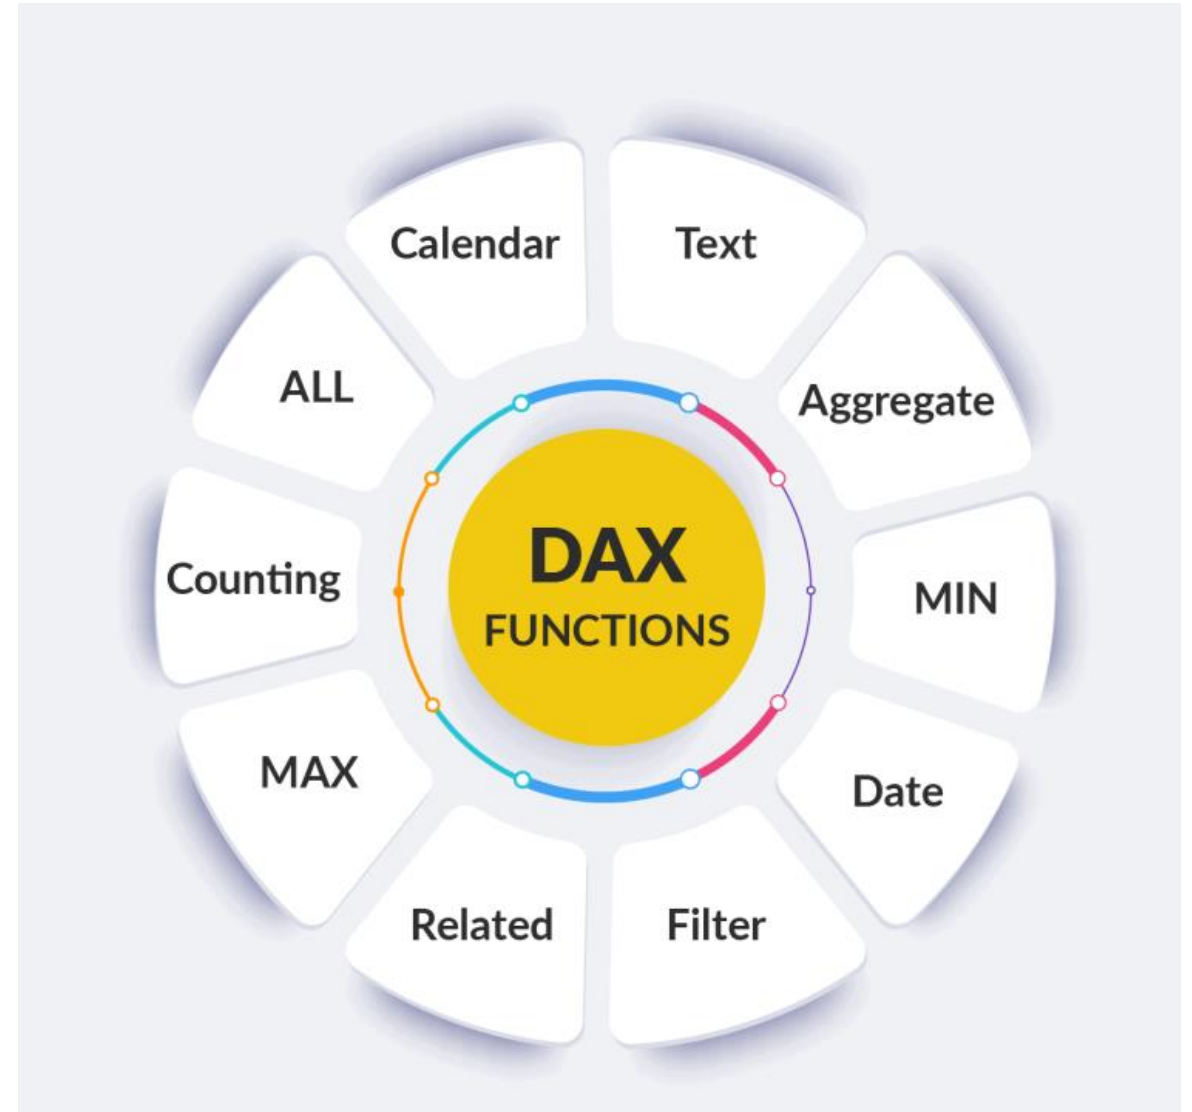 Calendar
Text
ALL
Aggregate
DAX
FUNCTIONS
Counting
MIN
MAX
Date
Related
Filter